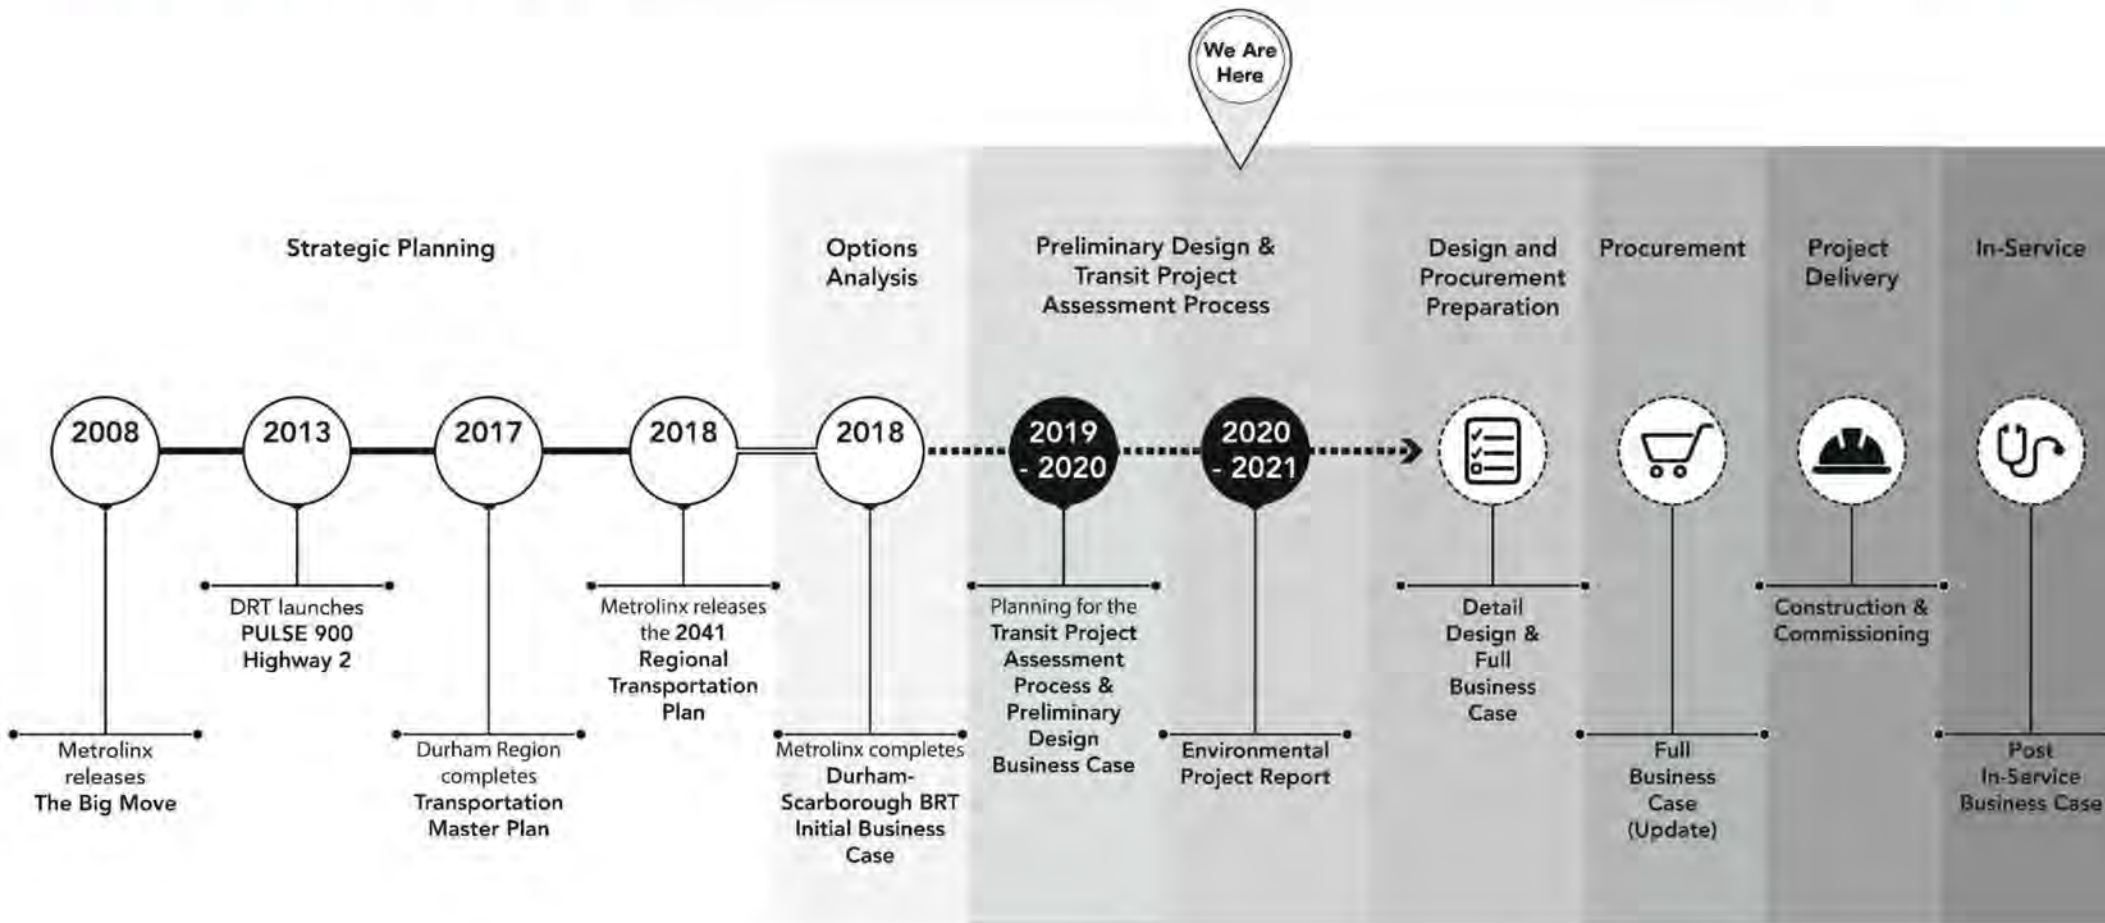 We Are
Here
Strategic Planning
Options
Analysis
Preliminary Design &
Transit Project
Assessment Process
Design and
Procurement
Preparation
Procurement
Project
Delivery
In-Service
2008
2013
2017
2018
2018
2019
- 2020
2020
- 2021
Metrolinx
releases
The Big Move
DRT launches
PULSE 900
Highway 2
Durham Region
completes
Transportation
Master Plan
Metrolinx releases
the 2041
Regional
Transportation
Plan
Metrolinx completes
Durham-
Scarborough BRT
Initial Business
Case
Planning for the
Transit Project
Assessment
Process &
Preliminary
Design
Business Case
Environmental
Project Report
Detail
Design &
Full
Business
Case
Full
Business
Case
(Update)
Construction &
Commissioning
Post
In-Service
Business Case